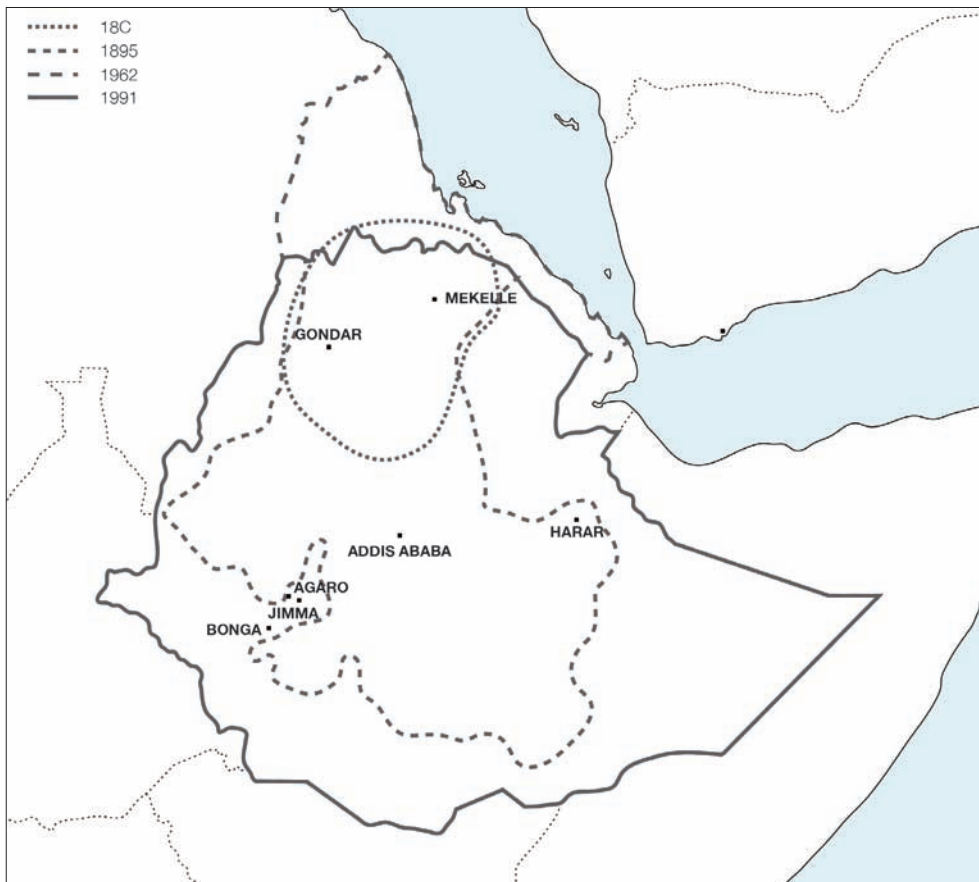 18C
1895
1962
1991
MEKELLE
GONDAR
HARAR
ADDIS ABABA
AGARO
JIMMA
BONGA